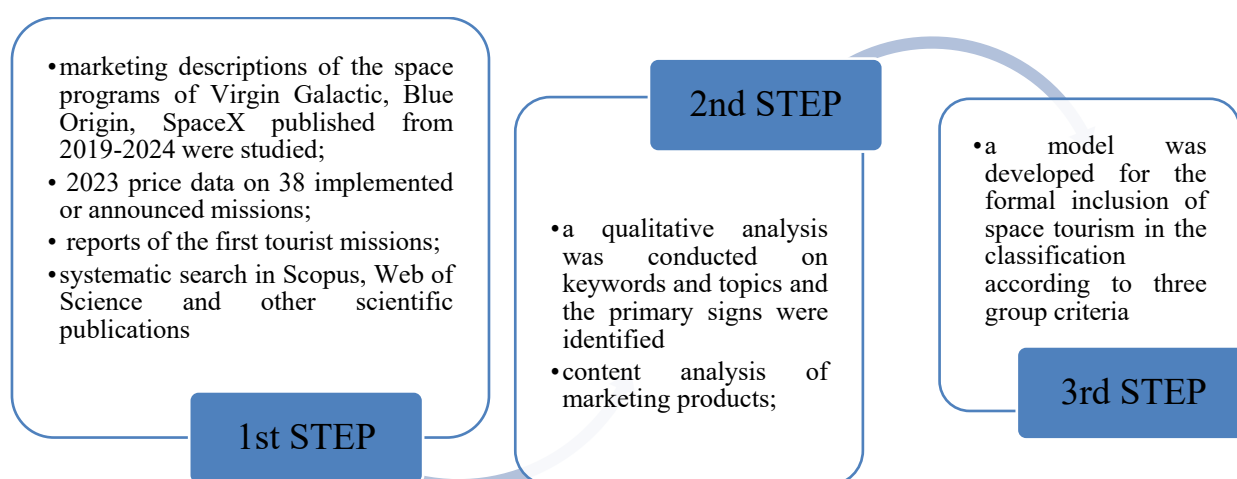 •marketing descriptions of the space
programs of Virgin Galactic, Blue
Origin, SpaceX published from
2019-2024 were studied;
• 2023 price data on 38 implemented
or announced missions;
• reports of the first tourist missions;
•systematic search in Scopus, Web of
Science and other scientific
publications
1st STEP
2nd STEP
•a qualitative analysis
was conducted on
keywords and topics and
the primary signs were
identified
•content analysis of
marketing products;
•a model was
developed for the
formal inclusion of
space tourism in the
classification
according to three
group criteria
3rd STEP